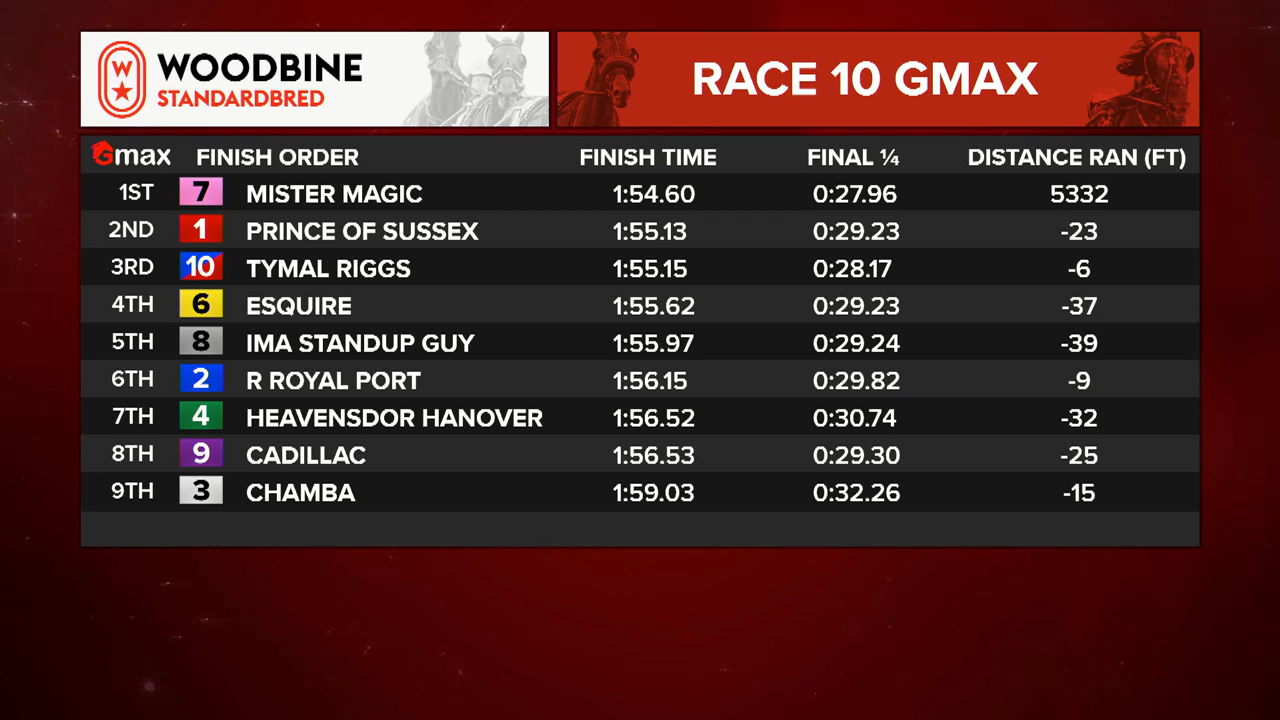 W
WOODBINE
STANDARDBRED
RACE 10 GMAX
Gmax FINISH ORDER FINISH TIME FINAL ¼ DISTANCE RAN (FT)
1ST 7 MISTER MAGIC 1:54.60 0:27.96 5332
2ND 1 PRINCE OF SUSSEX 1:55.13 0:29.23 -23
3RD 10 TYMAL RIGGS 1:55.15 0:28.17 -6
4TH 6 ESQUIRE 1:55.62 0:29.23 -37
5TH 8 IMA STANDUP GUY 1:55.97 0:29.24 -39
6TH 2 R ROYAL PORT 1:56.15 0:29.82 -9
7TH 4 HEAVENSDOR HANOVER 1:56.52 0:30.74 -32
8TH 9 CADILLAC 1:56.53 0:29.30 -25
9TH 3 CHAMBA 1:59.03 0:32.26 -15